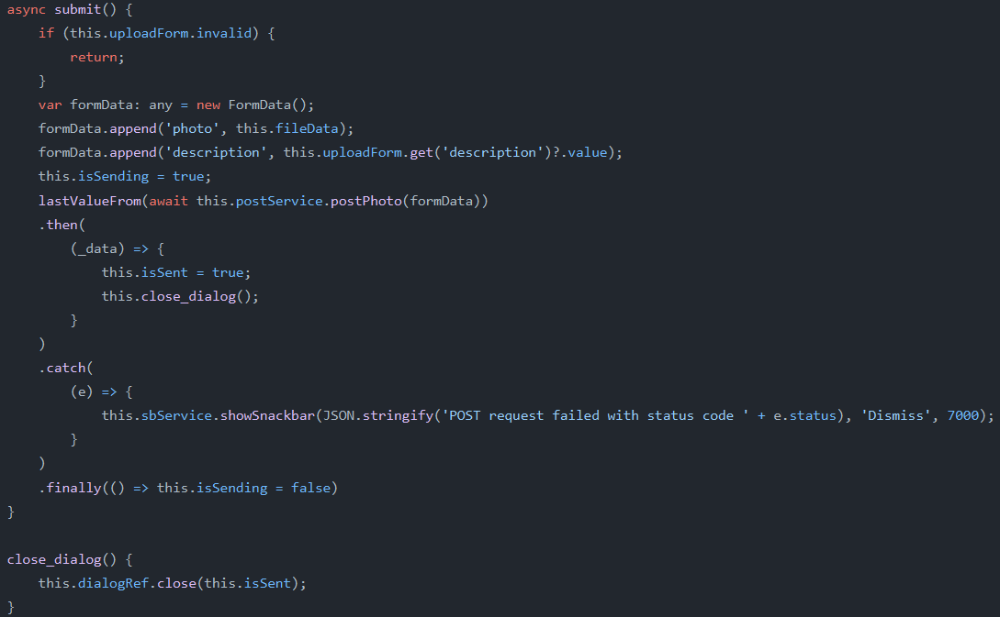 async submit() {
    if (this.uploadForm.invalid) {
        return;
    }
    var formData: any = new FormData();
    formData.append('photo', this.fileData);
    formData.append('description', this.uploadForm.get('description')?.value);
    this.isSending = true;
    lastValueFrom(await this.postService.postPhoto(formData))
    .then(
        (_data) => {
            this.isSent = true;
            this.close_dialog();
        }
    )
    .catch(
        (e) => {
            this.sbService.showSnackbar(JSON.stringify('POST request failed with status code ' + e.status), 'Dismiss', 7000);
        }
    )
    .finally(() => this.isSending = false)
}

close_dialog() {
    this.dialogRef.close(this.isSent);
}